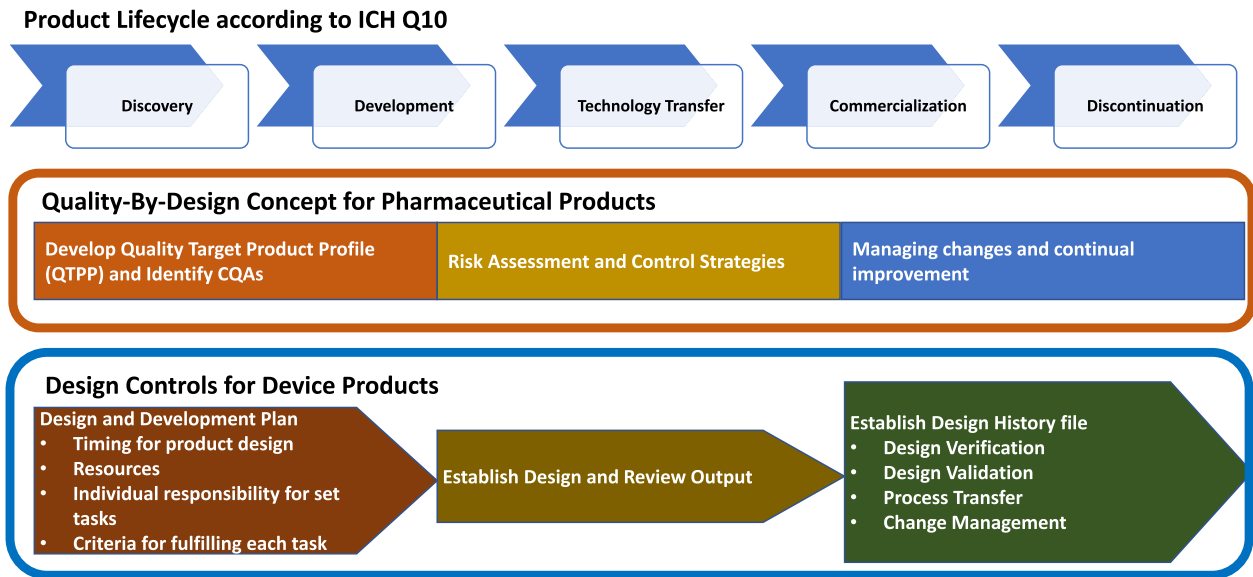 Product Lifecycle according to ICH Q10
Discovery
Development
Technology Transfer
Commercialization
Discontinuation
Quality-By-Design Concept for Pharmaceutical Products
Develop Quality Target Product Profile
(QTPP) and Identify CQAs
Risk Assessment and Control Strategies
Managing changes and continual
improvement
Design Controls for Device Products
Design and Development Plan
• Timing for product design
• Resources
• Individual responsibility for set
tasks
• Criteria for fulfilling each task
Establish Design and Review Output
Establish Design History file
• Design Verification
• Design Validation
• Process Transfer
• Change Management